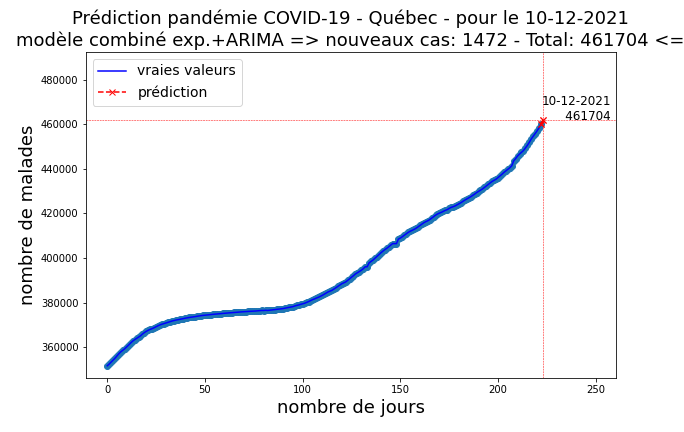 Prédiction pandémie COVID-19 - Québec - pour le 10-12-2021
modèle combiné exp.+ARIMA => nouveaux cas: 1472 - Total: 461704 <=
vraies valeurs
prédiction
10-12-2021
461704
nombre de malades
480000
460000
440000
420000
400000
380000
360000
0 50 100 150 200 250
nombre de jours